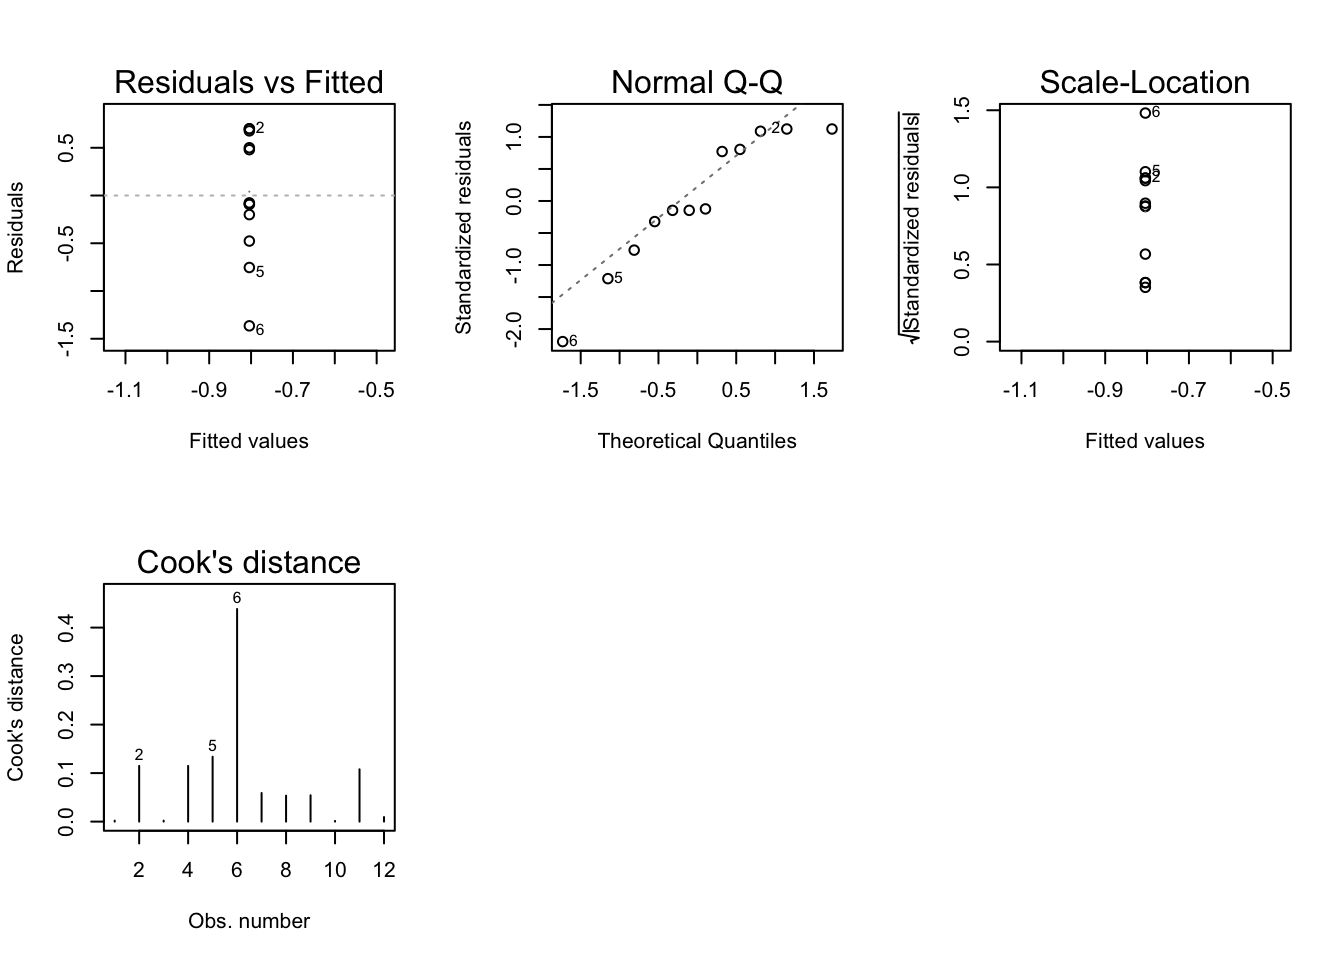 Residuals vs Fitted
Residuals
0.5
-0.5
-1.5
2
5
6
-1.1 -0.9 -0.7 -0.5
Fitted values
Normal Q-Q
Standardized residuals
1.0
0.0
-1.0
-2.0
2
5
6
-1.5 -0.5 0.5 1.5
Theoretical Quantiles
Scale-Location
√|Standardized residuals|
1.5
1.0
0.5
0.0
6
5
2
-1.1 -0.9 -0.7 -0.5
Fitted values
Cook's distance
Cook's distance
0.4
0.3
0.2
0.1
0.0
6
5
2
2 4 6 8 10 12
Obs. number